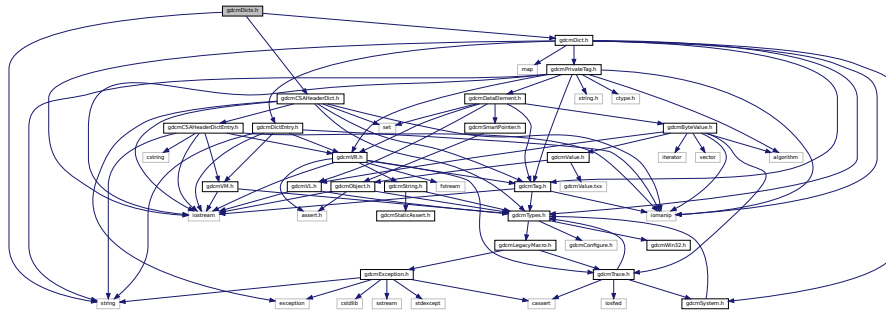 gdcmDicts.h
gdcmDict.h
map
gdcmPrivateTag.h
gdcmCSAHeaderDict.h
gdcmDataElement.h
string.h
ctype.h
gdcmCSAHeaderDictEntry.h
gdcmDictEntry.h
set
gdcmSmartPointer.h
gdcmByteValue.h
cstring
gdcmVR.h
gdcmValue.h
iterator
vector
algorithm
gdcmVM.h
gdcmVL.h
gdcmObject.h
gdcmString.h
fstream
gdcmTag.h
gdcmValue.txx
iostream
assert.h
gdcmStaticAssert.h
gdcmTypes.h
iomanip
gdcmLegacyMacro.h
gdcmConfigure.h
gdcmWin32.h
gdcmException.h
gdcmTrace.h
string
exception
cstdlib
sstream
stdexcept
cassert
iosfwd
gdcmSystem.h